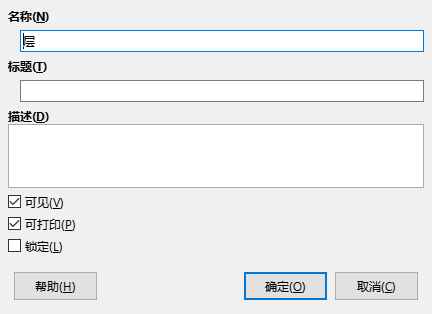 名称(N)
层
标题(T)
描述(D)
可见(V)
可打印(P)
锁定(L)
帮助(H) 确定(O) 取消(C)